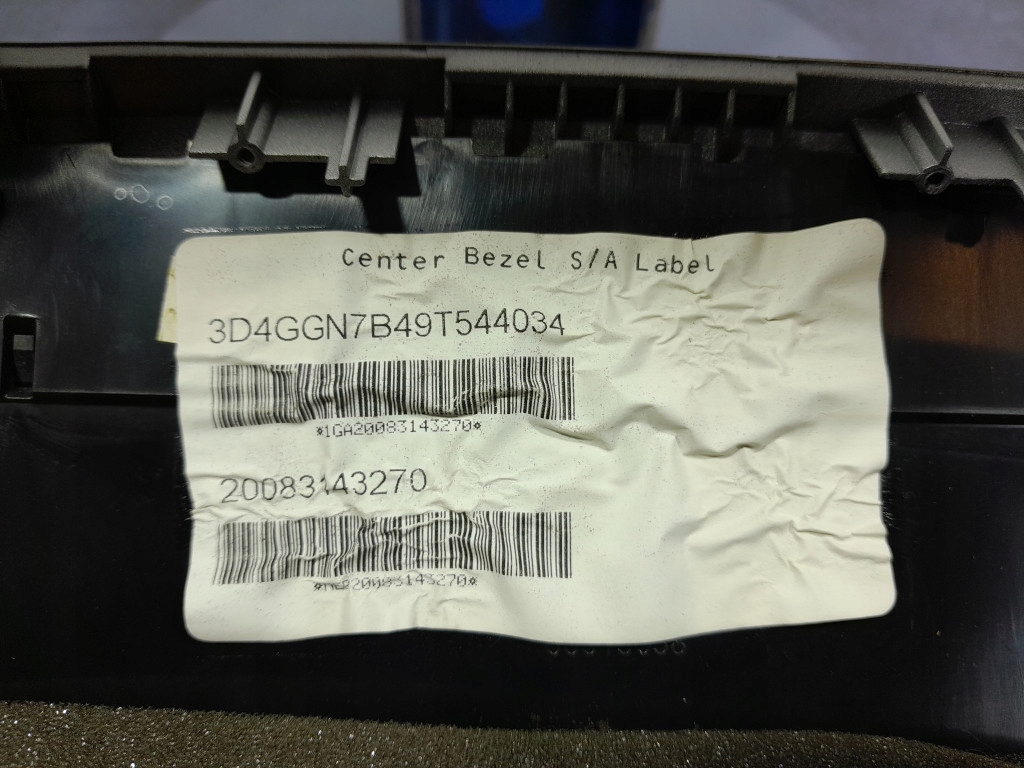 Center Bezel S/A Label
3D4GGN7B49T544034
*1GA20083143270*
20083143270